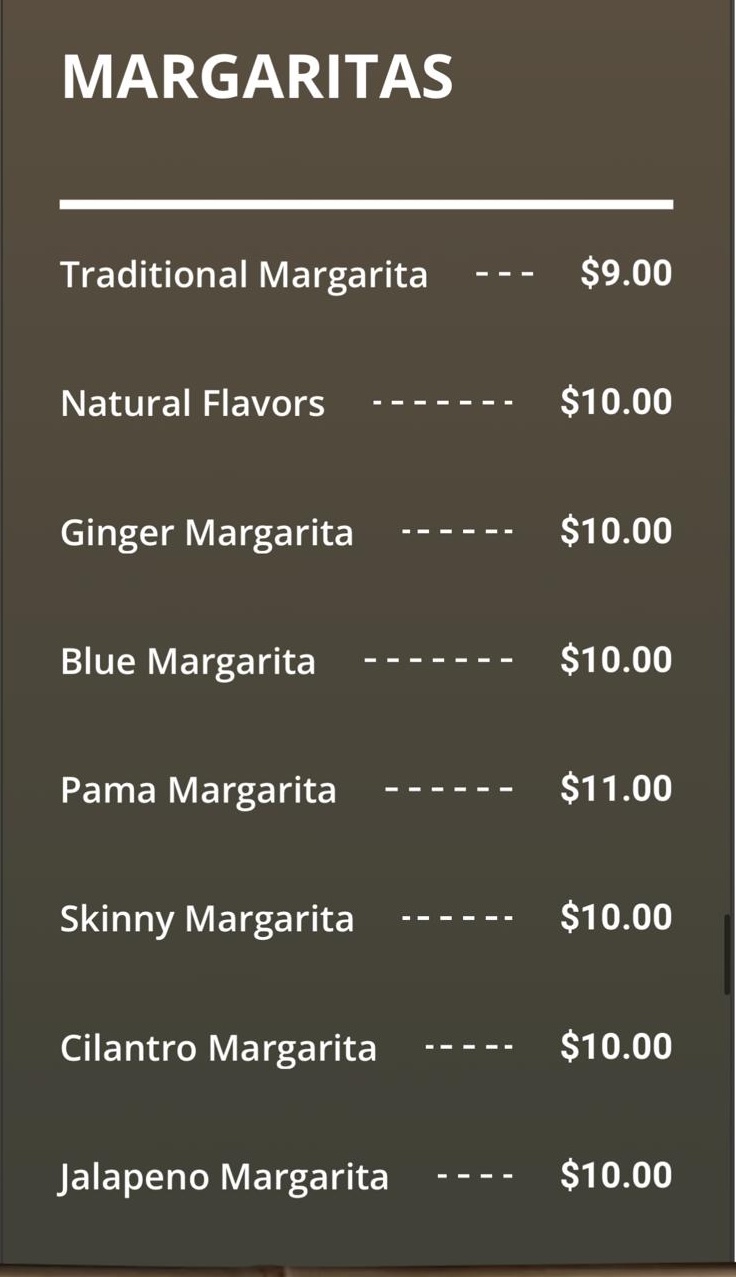 MARGARITAS
Traditional Margarita --- $9.00
Natural Flavors ------- $10.00
Ginger Margarita ------ $10.00
Blue Margarita ------- $10.00
Pama Margarita ------ $11.00
Skinny Margarita ------ $10.00
Cilantro Margarita ----- $10.00
Jalapeno Margarita ---- $10.00